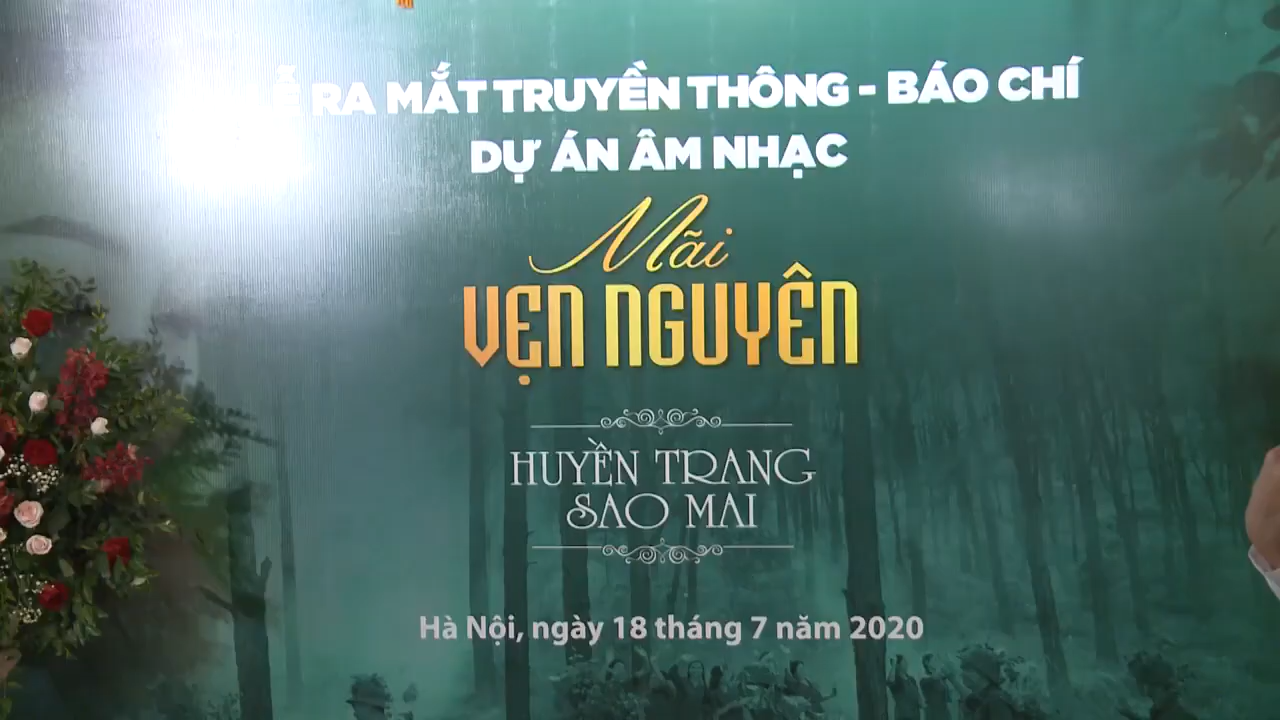 RA MẮT TRUYỀN THÔNG - BÁO CHÍ
DỰ ÁN ÂM NHẠC
Mãi
VẸN NGUYÊN
HUYỀN TRANG
SAO MAI
Hà Nội, ngày 18 tháng 7 năm 2020